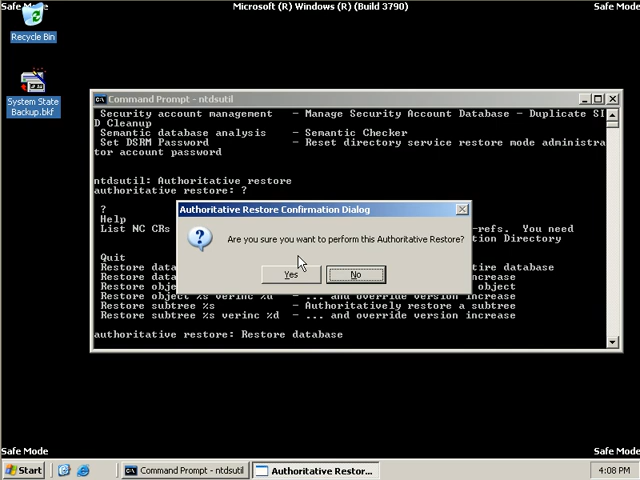 Safe Mode
Microsoft (R) Windows (R) (Build 3790)
Safe Mode
Recycle Bin
System State
Backup.bkf
Command Prompt - ntdsutil
Security account management - Manage Security Account Database - Duplicate SI
D Cleanup
Semantic database analysis - Semantic Checker
Set DSRM Password - Reset directory service restore mode administra
tor account password
ntdsutil: Authoritative restore
authoritative restore: ?
?
Help
List NC CRs
-refs. You need
ion Directory
Quit
Restore dat
tire database
Restore dat
increase
Restore obj
object
Restore object %s verinc %d - ... and override version increase
Restore subtree %s - Authoritatively restore a subtree
Restore subtree %s verinc %d - ... and override version increase
authoritative restore: Restore database
Authoritative Restore Confirmation Dialog
Are you sure you want to perform this Authoritative Restore?
Yes
No
Safe Mode
Safe Mode
Start
Command Prompt - ntdsutil
Authoritative Restor...
4:08 PM